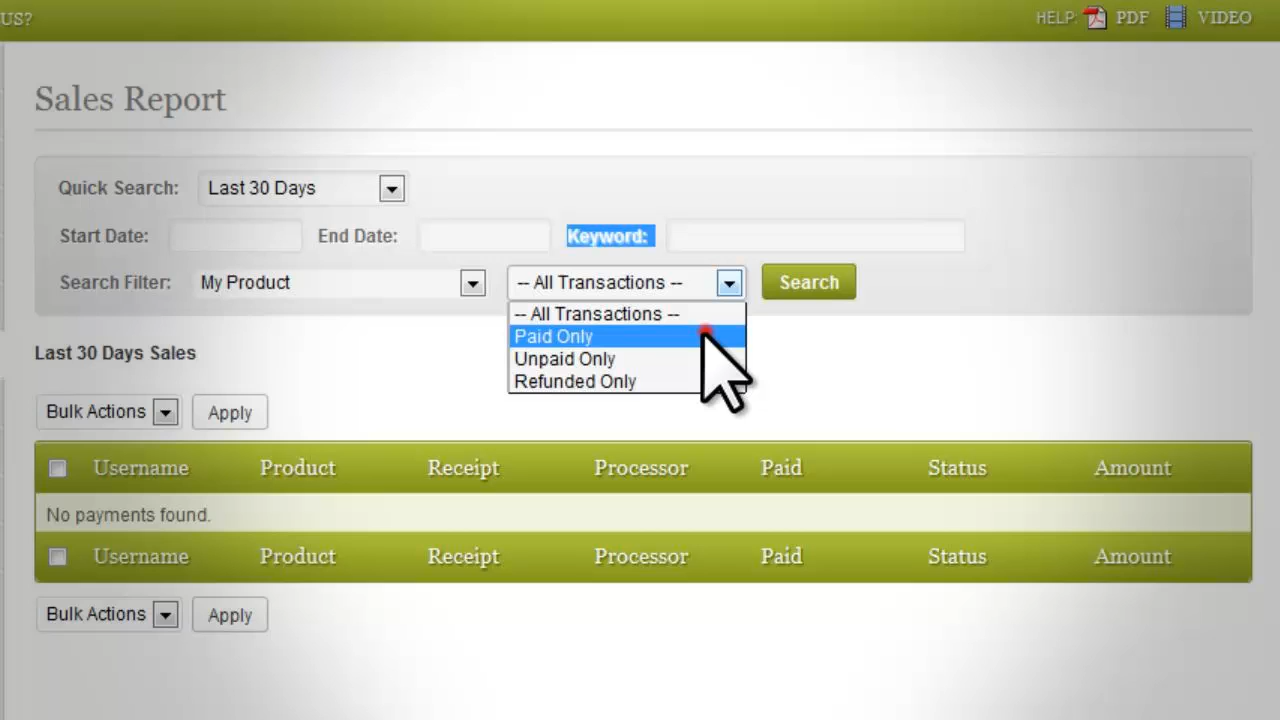 US?
HELP: PDF VIDEO
Sales Report
Quick Search: Last 30 Days
Start Date: End Date: Keyword:
Search Filter: My Product -- All Transactions -- Search
-- All Transactions --
Paid Only
Unpaid Only
Refunded Only
Last 30 Days Sales
Bulk Actions Apply
Username Product Receipt Processor Paid Status Amount
No payments found.
Username Product Receipt Processor Paid Status Amount
Bulk Actions Apply